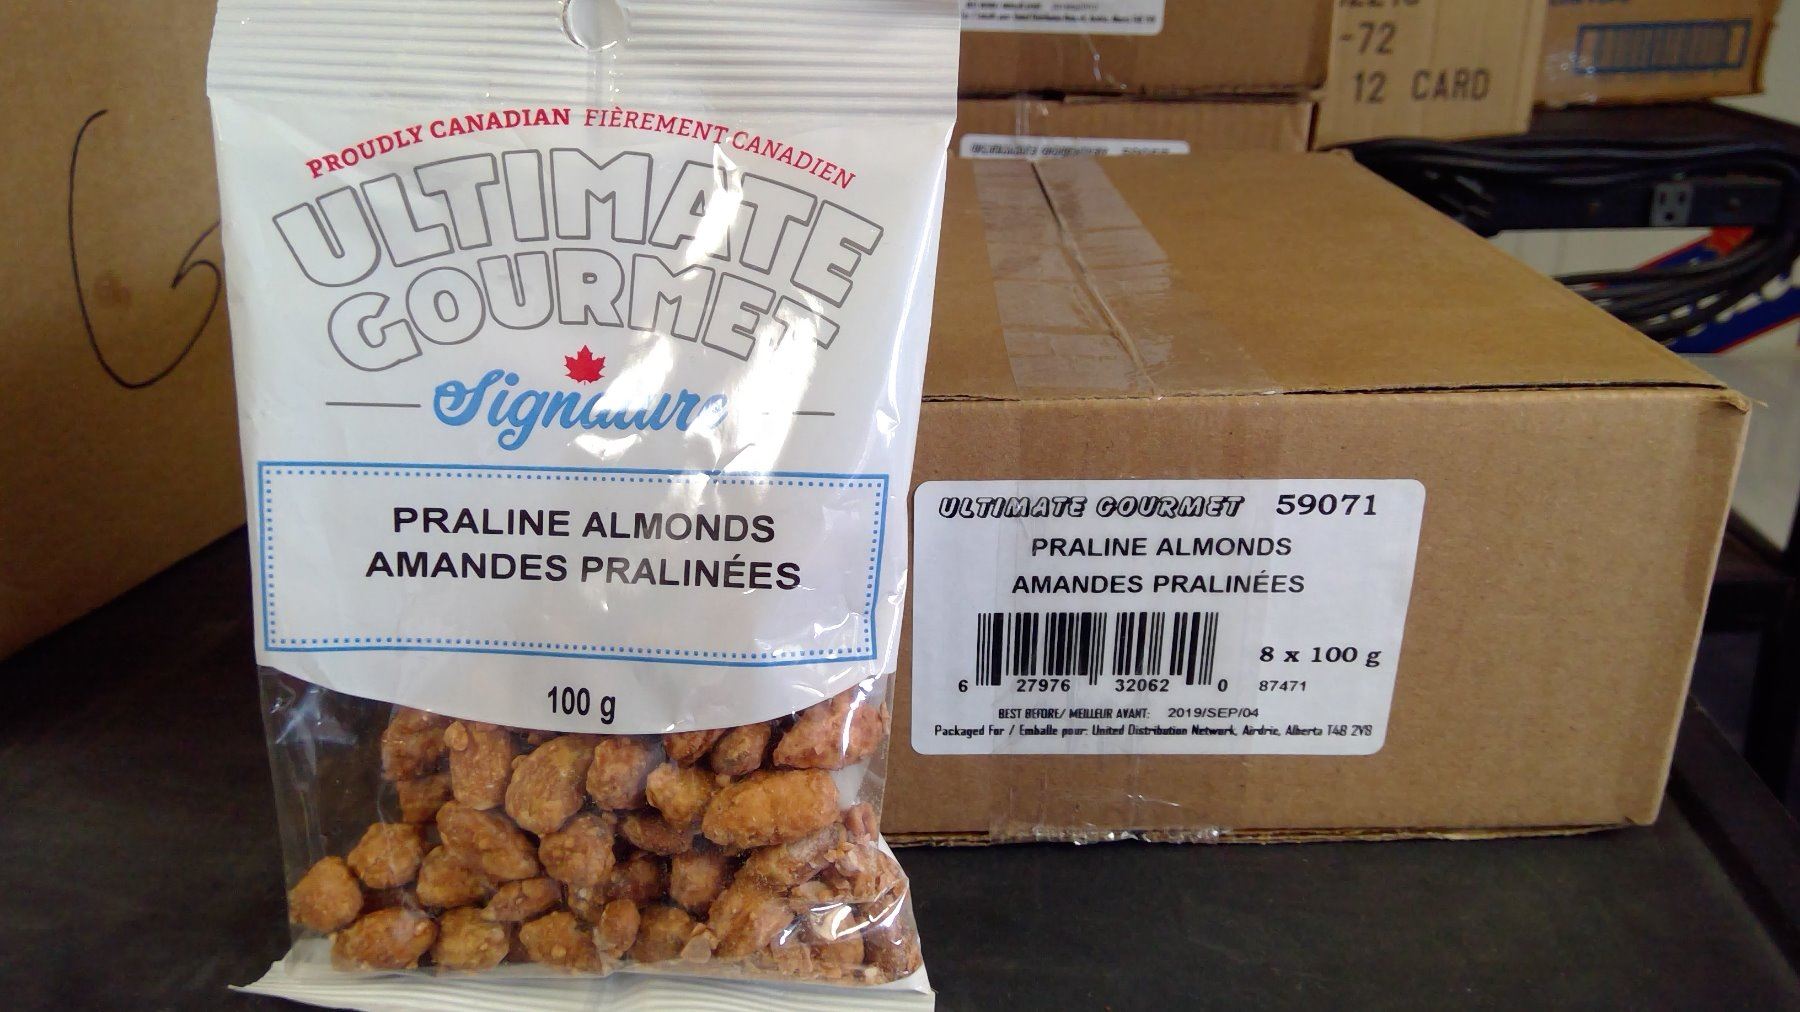 PROUDLY CANADIAN FIÈREMENT CANADIEN
ULTIMATE
GOURMET
Signature
PRALINE ALMONDS
AMANDES PRALINÉES
100 g
-72
12 CARD
ULTIMATE GOURMET 59071
PRALINE ALMONDS
AMANDES PRALINÉES
8 x 100 g
6 27976 32062 0 87471
BEST BEFORE/ MEILLEUR AVANT: 2019/SEP/04
Packaged For / Emballe pour: United Distribution Network, Airdrie, Alberta T4B 2V8